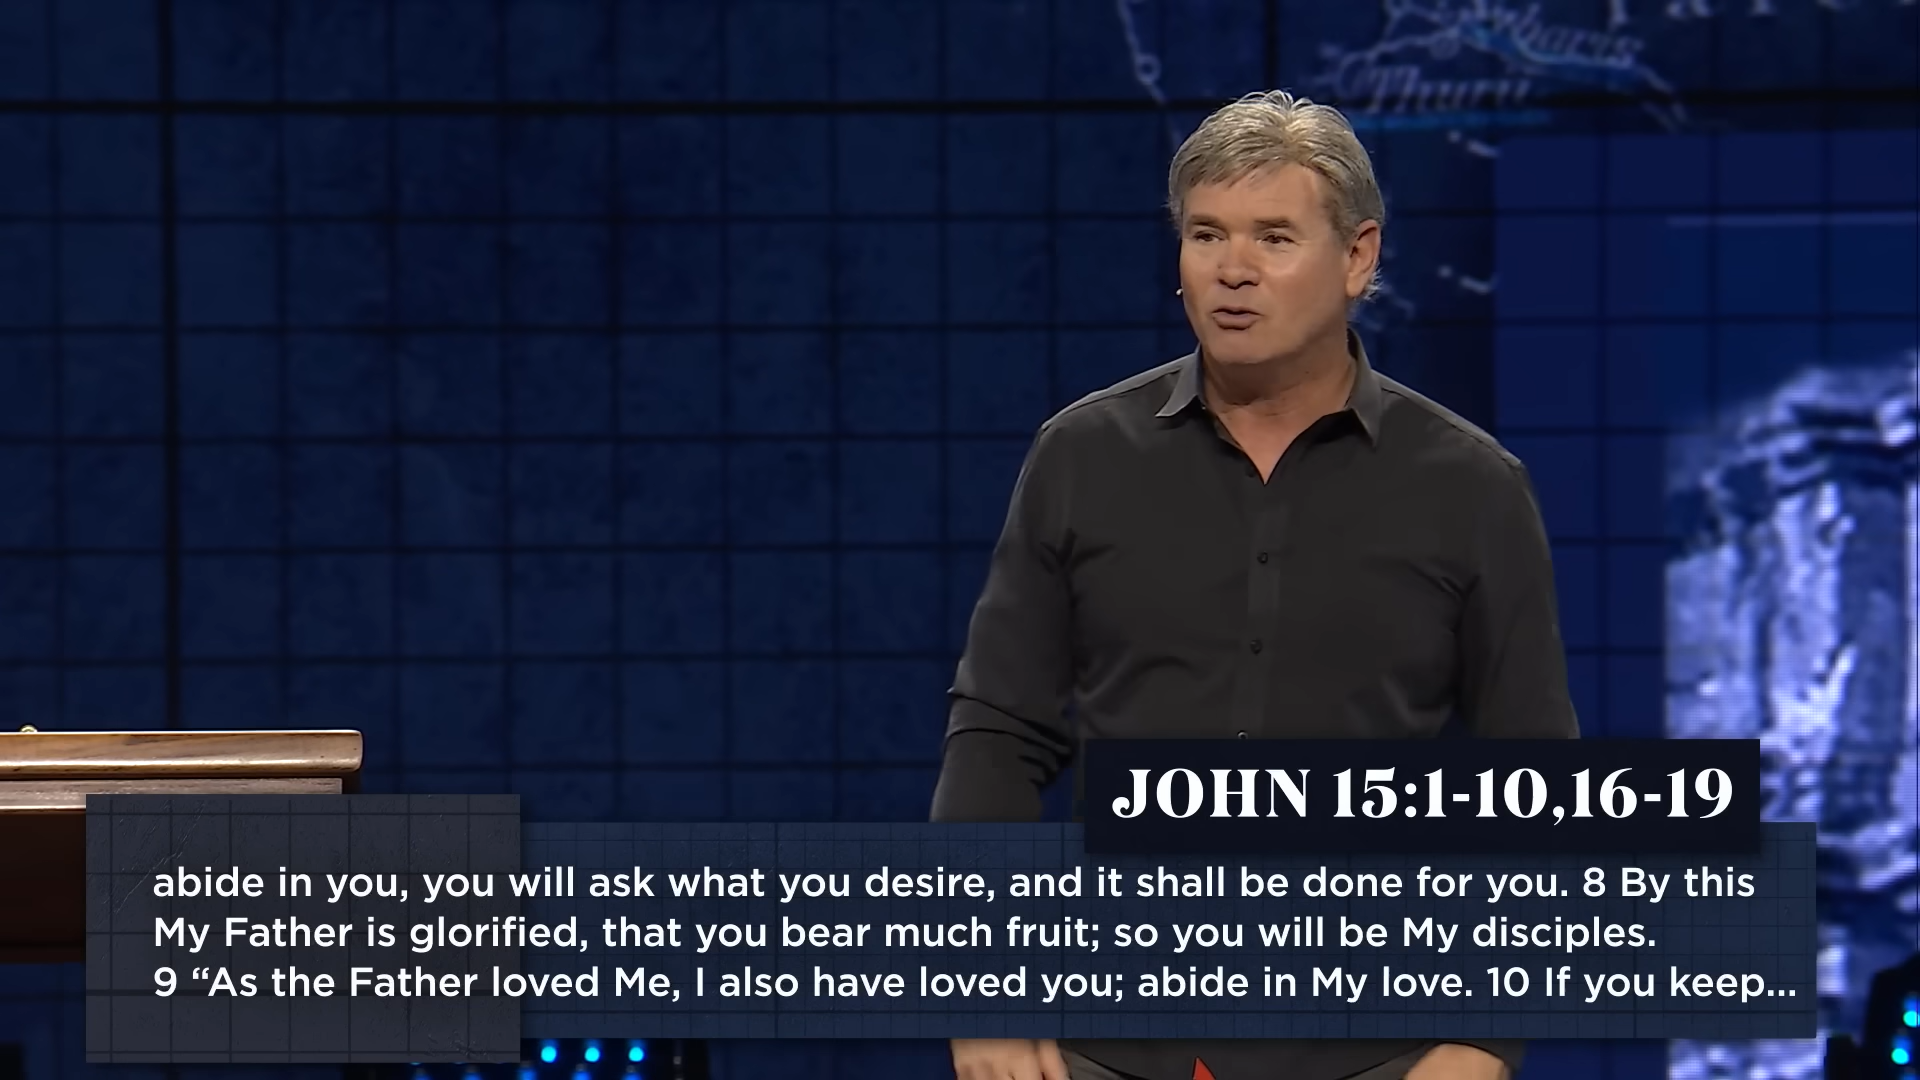 Thurii
JOHN 15:1-10,16-19
abide in you, you will ask what you desire, and it shall be done for you. 8 By this
My Father is glorified, that you bear much fruit; so you will be My disciples.
9 “As the Father loved Me, I also have loved you; abide in My love. 10 If you keep...